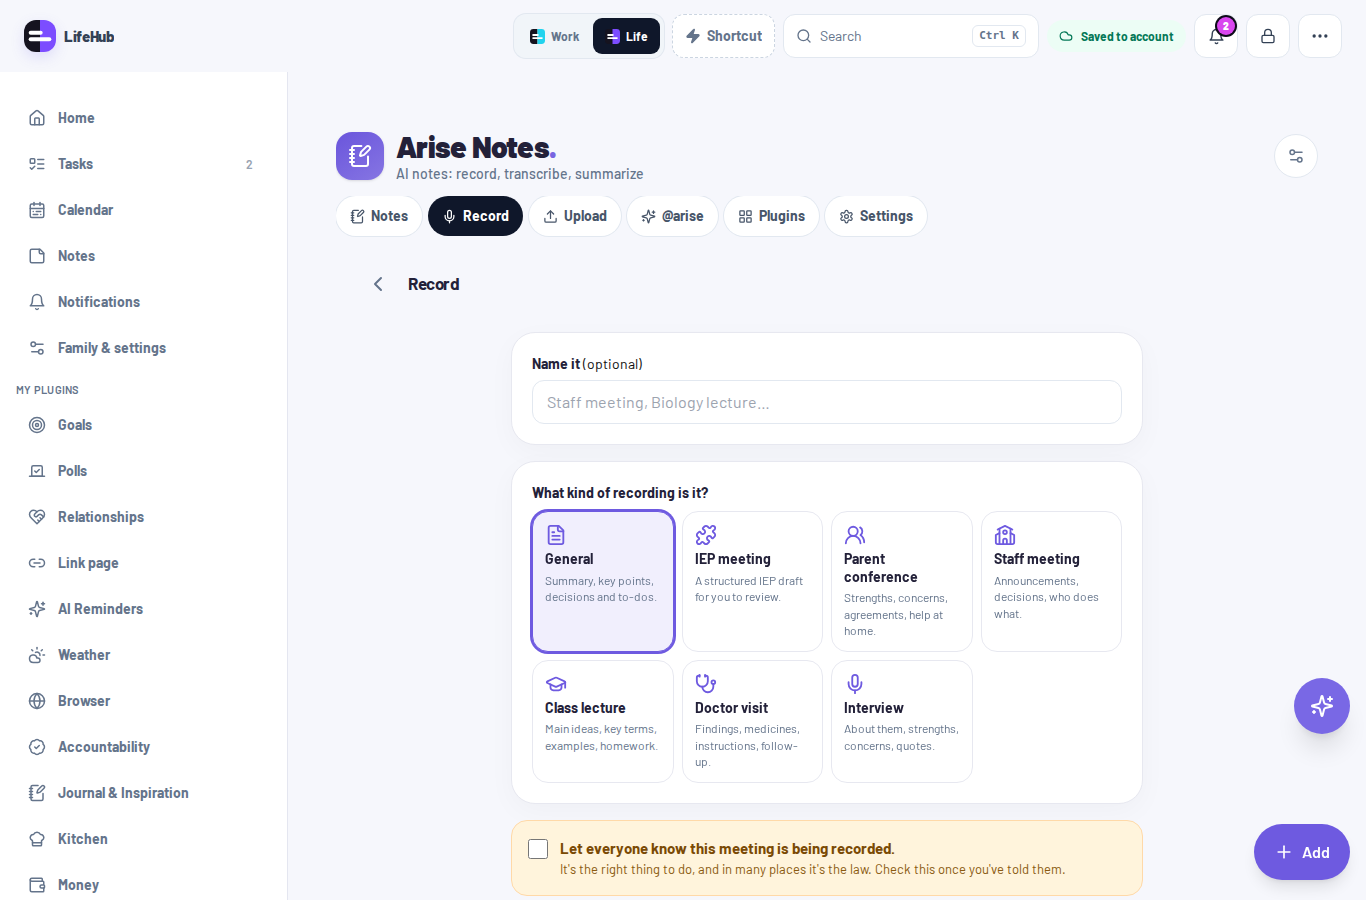 LifeHub
Work
Life
Shortcut
Search
Ctrl K
Saved to account
2
Home
Tasks
2
Calendar
Notes
Notifications
Family & settings
MY PLUGINS
Goals
Polls
Relationships
Link page
AI Reminders
Weather
Browser
Accountability
Journal & Inspiration
Kitchen
Money
Arise Notes.
AI notes: record, transcribe, summarize
Notes
Record
Upload
@arise
Plugins
Settings
Record
Name it (optional)
Staff meeting, Biology lecture...
What kind of recording is it?
General
Summary, key points,
decisions and to-dos.
IEP meeting
A structured IEP draft
for you to review.
Parent
conference
Strengths, concerns,
agreements, help at
home.
Staff meeting
Announcements,
decisions, who does
what.
Class lecture
Main ideas, key terms,
examples, homework.
Doctor visit
Findings, medicines,
instructions, follow-
up.
Interview
About them, strengths,
concerns, quotes.
Let everyone know this meeting is being recorded.
It's the right thing to do, and in many places it's the law. Check this once you've told them.
Add